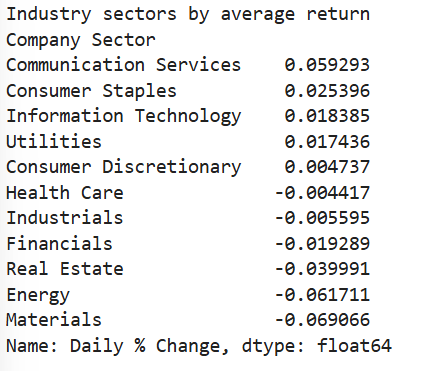 Industry sectors by average return
Company Sector
Communication Services    0.059293
Consumer Staples          0.025396
Information Technology    0.018385
Utilities                 0.017436
Consumer Discretionary    0.004737
Health Care              -0.004417
Industrials              -0.005595
Financials               -0.019289
Real Estate              -0.039991
Energy                   -0.061711
Materials                -0.069066
Name: Daily % Change, dtype: float64